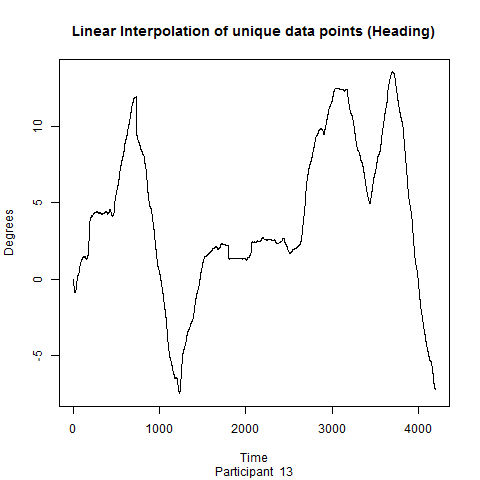 Linear Interpolation of unique data points (Heading)
Degrees
10
5
0
-5
0 1000 2000 3000 4000
Time
Participant 13